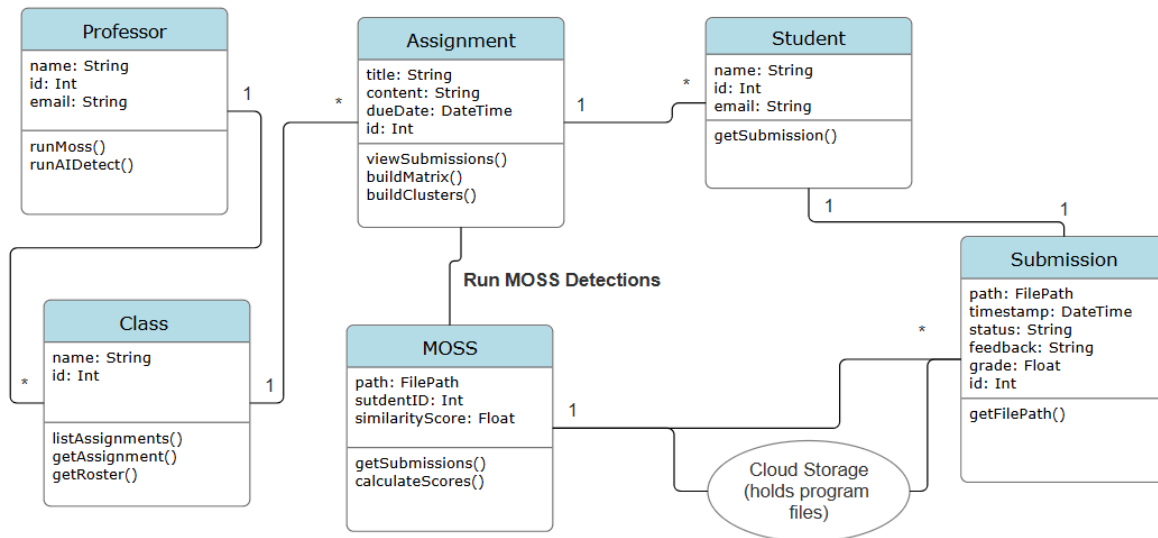 Professor
name: String
id: Int
email: String
runMoss()
runAIDetect()
1
*
Class
name: String
id: Int
listAssignments()
getAssignment()
getRoster()
1
*
Assignment
title: String
content: String
dueDate: DateTime
id: Int
viewSubmissions()
buildMatrix()
buildClusters()
1
*
Student
name: String
id: Int
email: String
getSubmission()
1
1
Run MOSS Detections
MOSS
path: FilePath
sutdentID: Int
similarityScore: Float
getSubmissions()
calculateScores()
1
*
Submission
path: FilePath
timestamp: DateTime
status: String
feedback: String
grade: Float
id: Int
getFilePath()
Cloud Storage
(holds program
files)